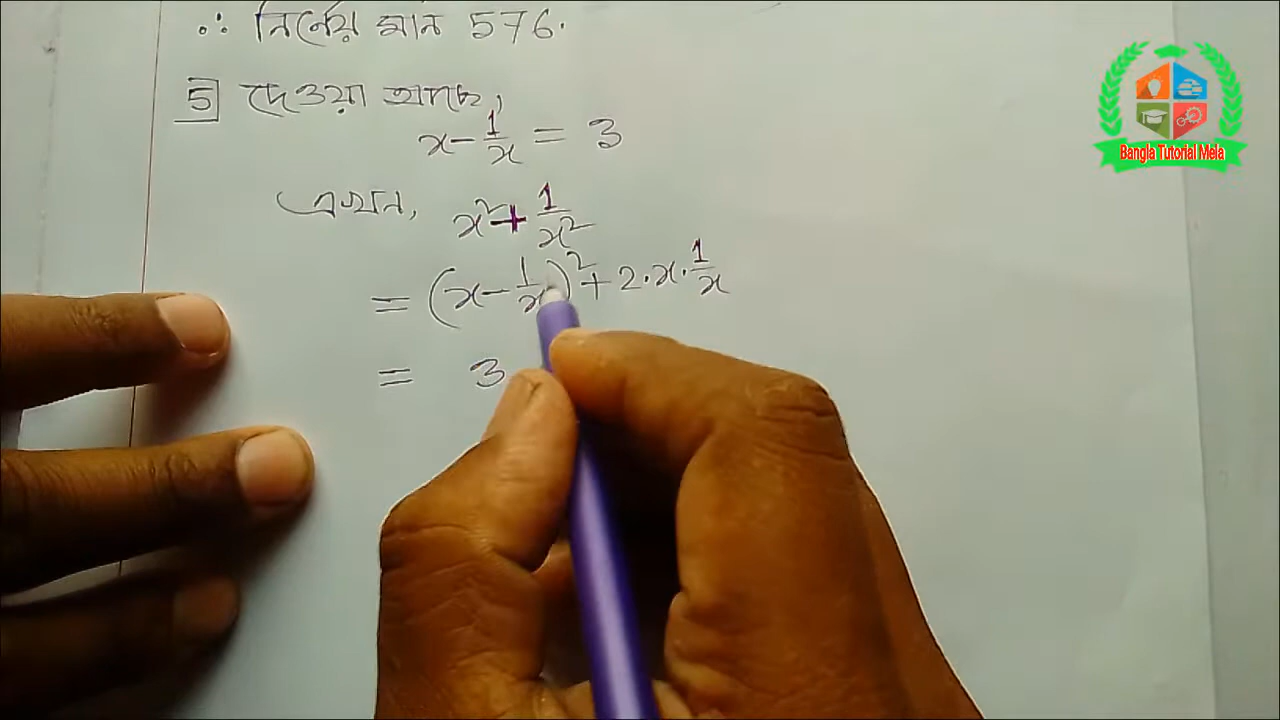 ∴ নির্ণেয় মান 576.
5 দেওয়া আছে,
x - 1/x = 3
এখন, x² + 1/x²
= (x - 1/x)² + 2·x·1/x
= 3
Bangla Tutorial Mela